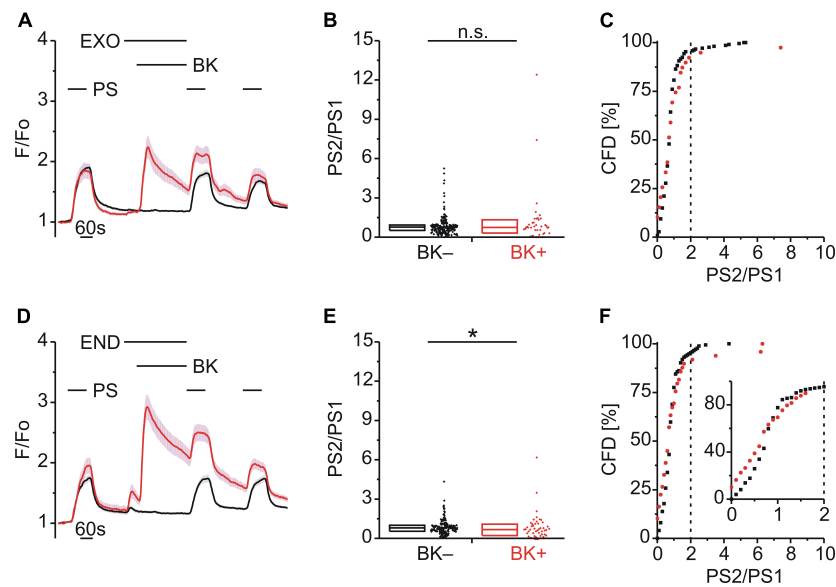 A
EXO
BK
PS
4
3
2
1
F/Fo
60s
B
n.s.
15
12
9
6
3
0
PS2/PS1
BK–
BK+
C
100
75
50
25
0
CFD [%]
0 2 4 6 8 10
PS2/PS1
D
END
BK
PS
4
3
2
1
F/Fo
60s
E
*
15
12
9
6
3
0
PS2/PS1
BK–
BK+
F
100
75
50
25
0
CFD [%]
80
40
0
0 1 2
0 2 4 6 8 10
PS2/PS1